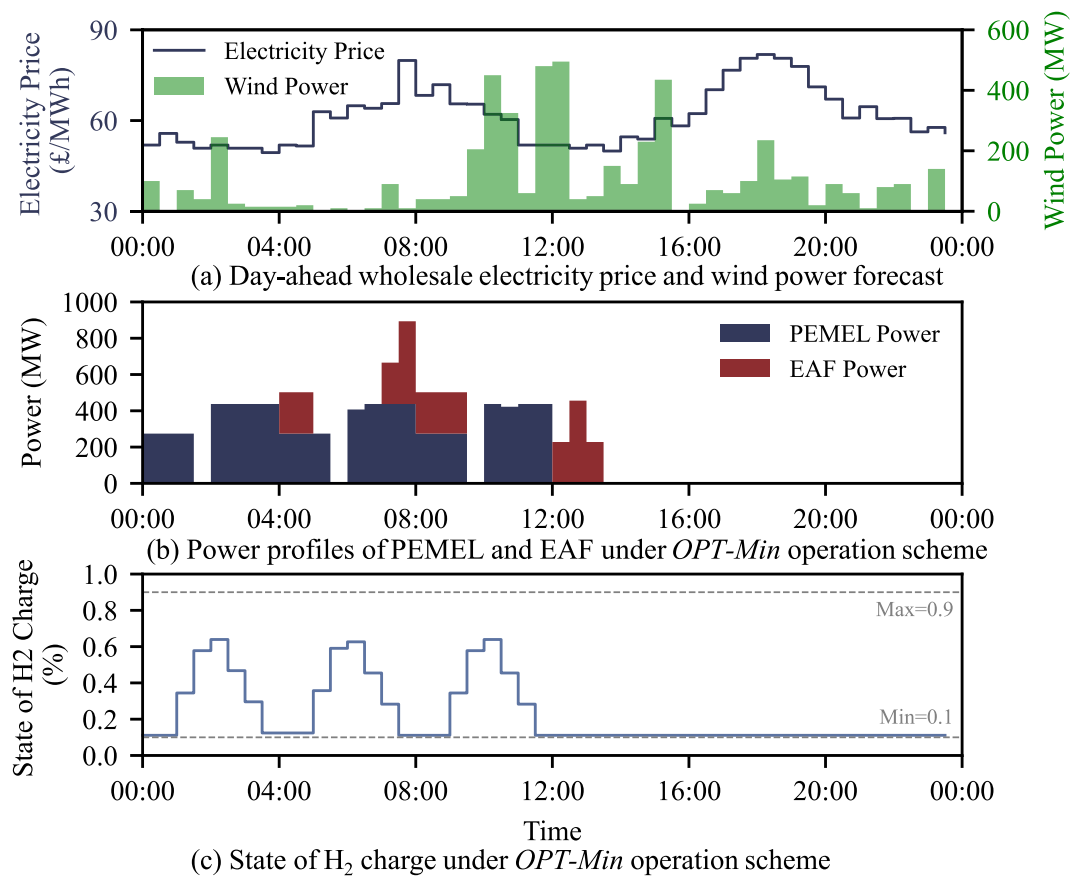 90
60
30
Electricity Price
(£/MWh)
Electricity Price
Wind Power
600
400
200
0
Wind Power (MW)
00:00 04:00 08:00 12:00 16:00 20:00 00:00
(a) Day-ahead wholesale electricity price and wind power forecast
1000
800
600
400
200
0
Power (MW)
PEMEL Power
EAF Power
00:00 04:00 08:00 12:00 16:00 20:00 00:00
(b) Power profiles of PEMEL and EAF under OPT-Min operation scheme
1.0
0.8
0.6
0.4
0.2
0.0
State of H2 Charge
(%)
Max=0.9
Min=0.1
00:00 04:00 08:00 12:00 16:00 20:00 00:00
Time
(c) State of H₂ charge under OPT-Min operation scheme